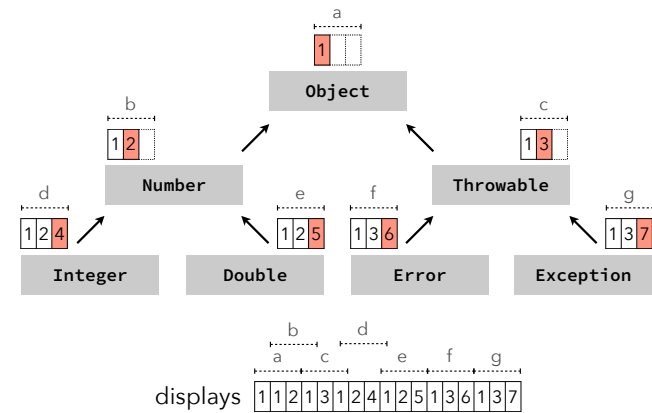 a
1
Object
b
c
1 2
1 3
Number
Throwable
d
e
f
g
1 2 4
1 2 5
1 3 6
1 3 7
Integer
Double
Error
Exception
b
d
a
c
e
f
g
displays 1 1 2 1 3 1 2 4 1 2 5 1 3 6 1 3 7